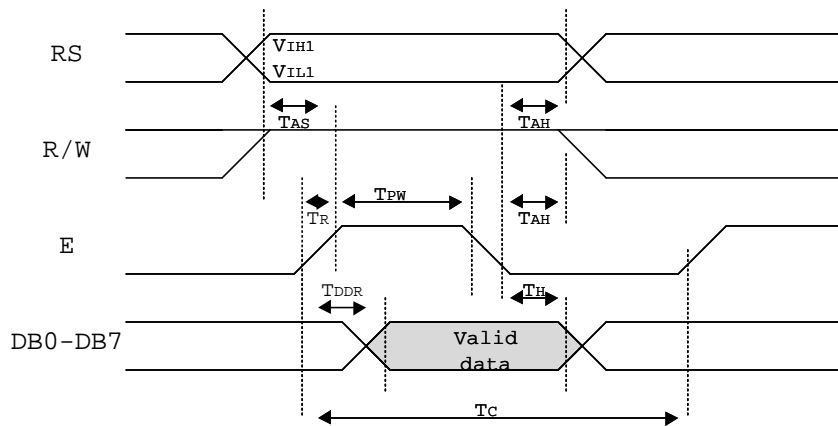 RS
VIH1
VIL1
TAS
TAH
R/W
TPW
TR
TAH
E
TDDR
TH
DB0-DB7
Valid
data
TC